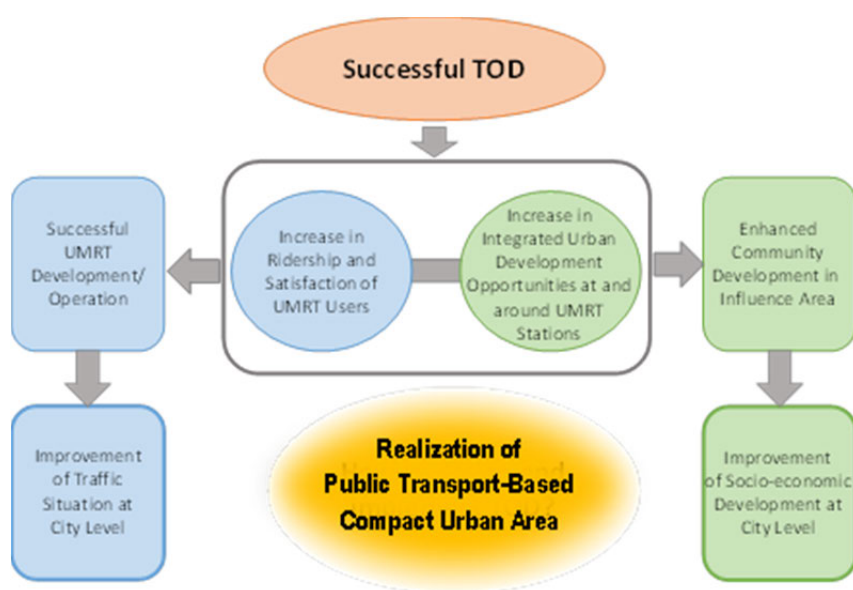 Successful TOD
Successful
UMRT
Development/
Operation
Increase in
Ridership and
Satisfaction of
UMRT Users
Increase in
Integrated Urban
Development
Opportunities at and
around UMRT
Stations
Enhanced
Community
Development in
Influence Area
Improvement
of Traffic
Situation at
City Level
Realization of
Public Transport-Based
Compact Urban Area
Improvement
of Socio-economic
Development at
City Level